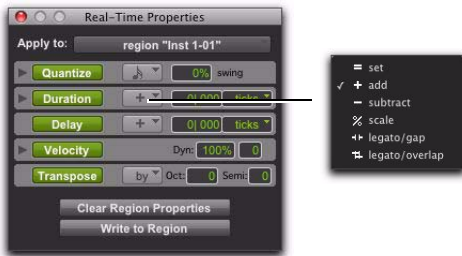 Real-Time Properties
Apply to: region "Inst 1-01"
Quantize 0% swing
Duration + 0| 000 ticks
Delay + 0| 000 ticks
Velocity Dyn: 100% 0
Transpose by Oct: 0 Semi: 0
Clear Region Properties
Write to Region
= set
✓ + add
− subtract
% scale
legato/gap
legato/overlap